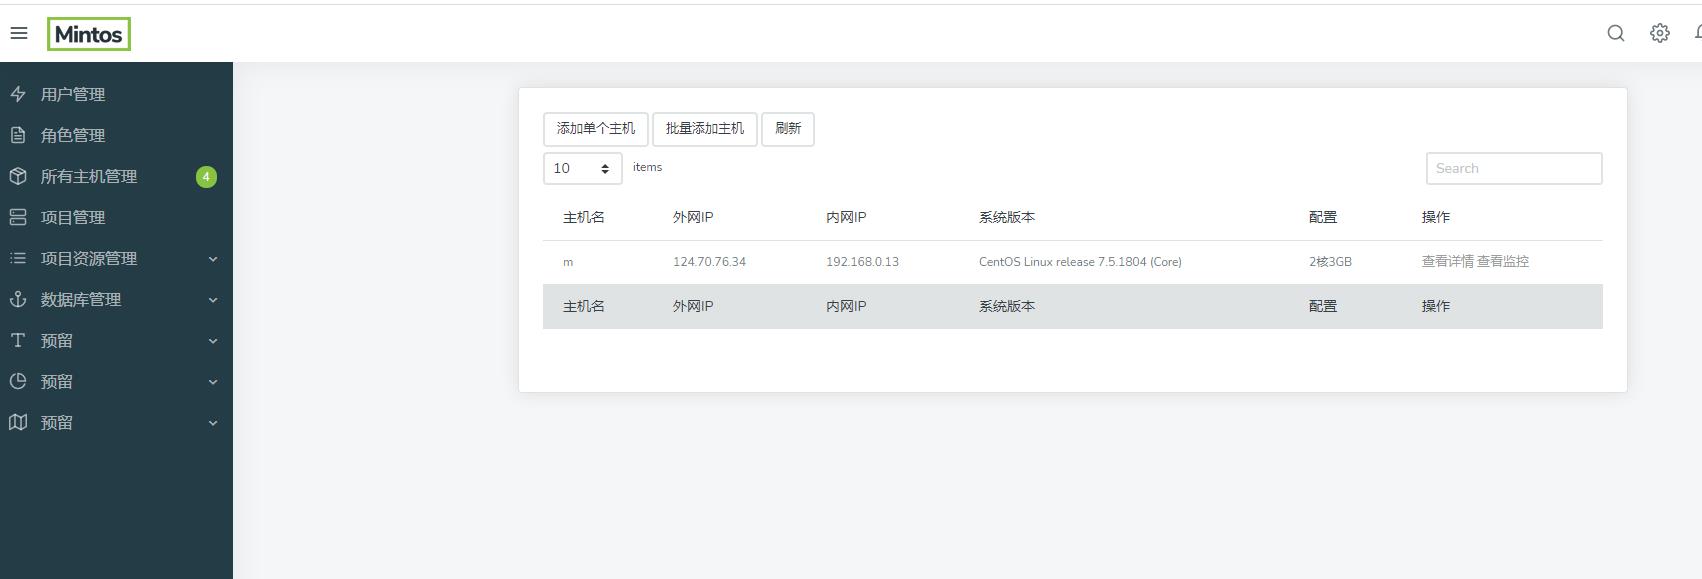 Mintos
用户管理
角色管理
所有主机管理 4
项目管理
项目资源管理
数据库管理
预留
预留
预留
添加单个主机 批量添加主机 刷新
10 items Search
主机名 外网IP 内网IP 系统版本 配置 操作
m 124.70.76.34 192.168.0.13 CentOS Linux release 7.5.1804 (Core) 2核3GB 查看详情 查看监控
主机名 外网IP 内网IP 系统版本 配置 操作